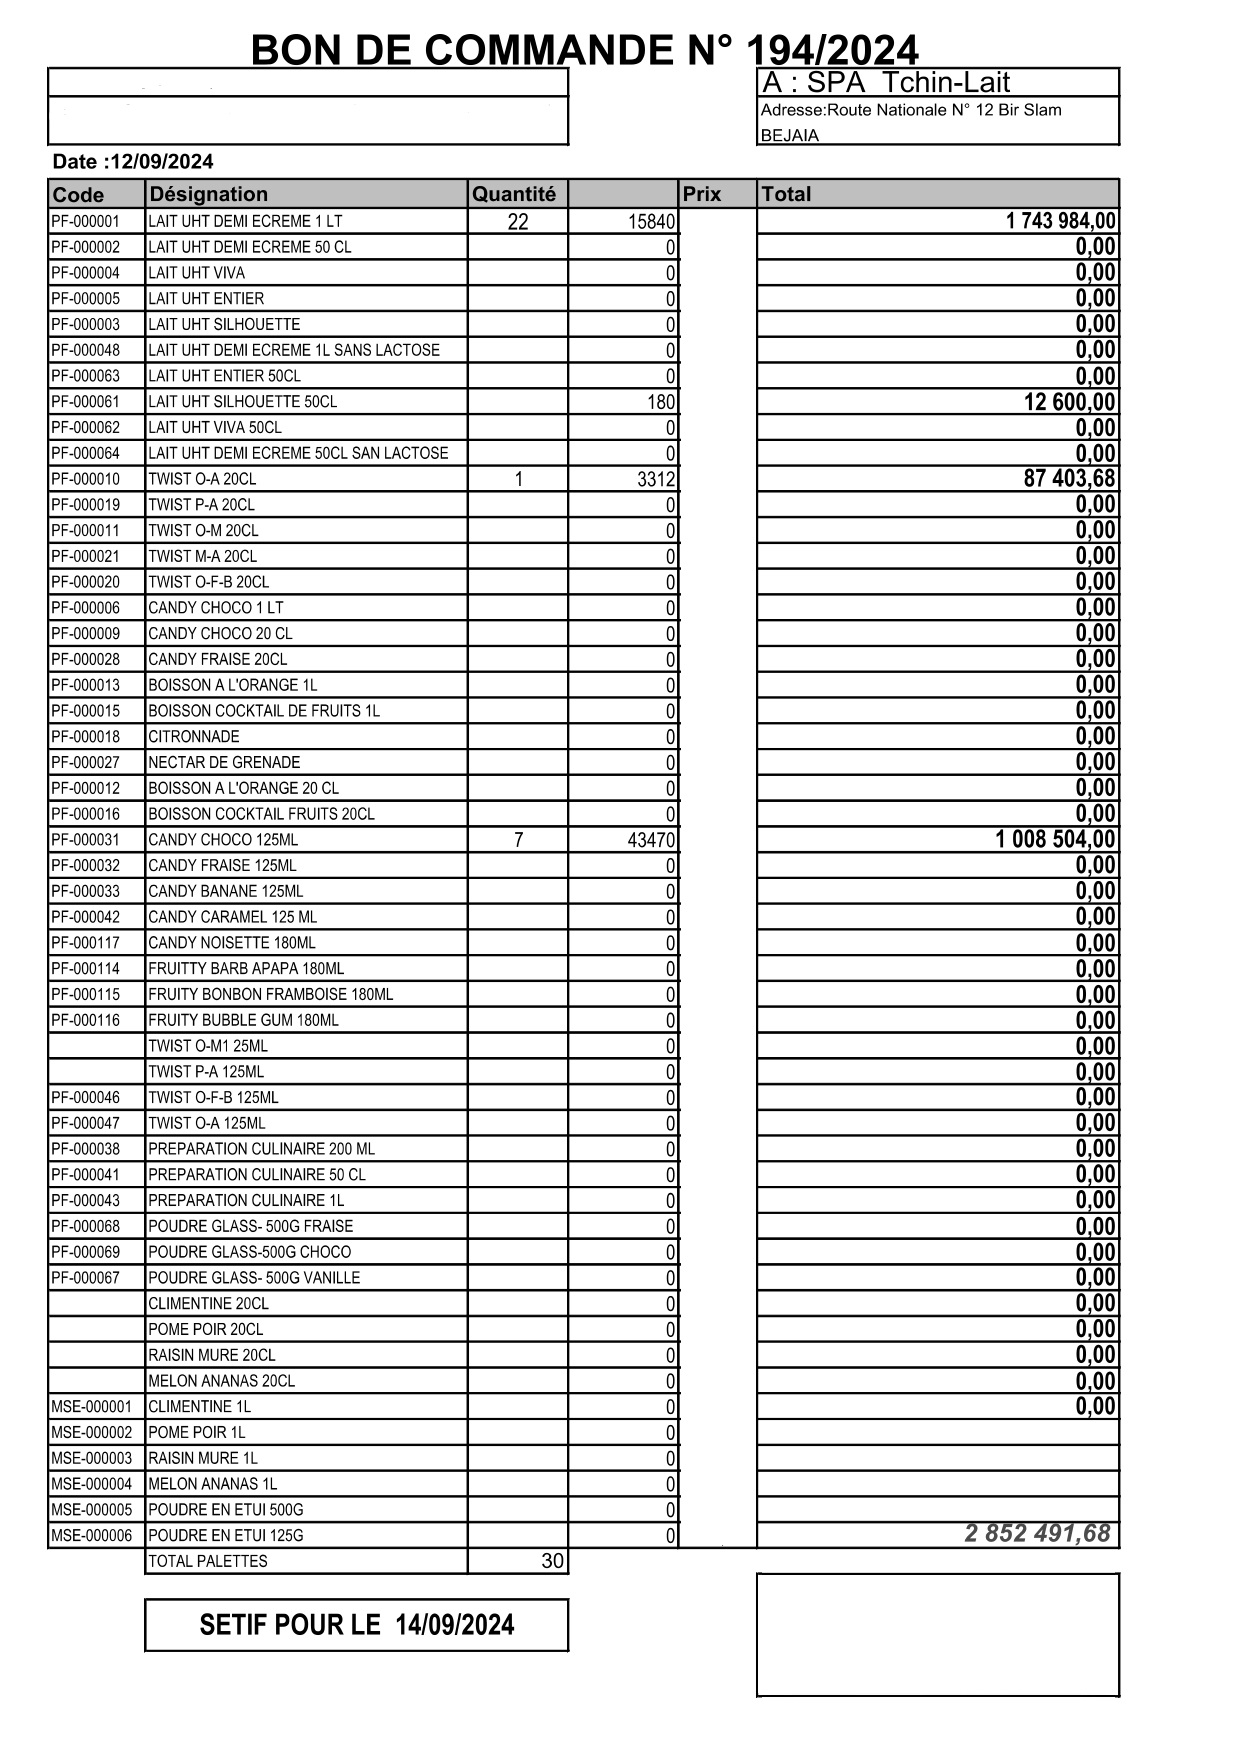 BON DE COMMANDE N° 194/2024
A : SPA Tchin-Lait
Adresse:Route Nationale N° 12 Bir Slam
BEJAIA
Date :12/09/2024
Code Désignation Quantité Prix Total
PF-000001 LAIT UHT DEMI ECREME 1 LT 22 15840 1 743 984,00
PF-000002 LAIT UHT DEMI ECREME 50 CL 0 0,00
PF-000004 LAIT UHT VIVA 0 0,00
PF-000005 LAIT UHT ENTIER 0 0,00
PF-000003 LAIT UHT SILHOUETTE 0 0,00
PF-000048 LAIT UHT DEMI ECREME 1L SANS LACTOSE 0 0,00
PF-000063 LAIT UHT ENTIER 50CL 0 0,00
PF-000061 LAIT UHT SILHOUETTE 50CL 180 12 600,00
PF-000062 LAIT UHT VIVA 50CL 0 0,00
PF-000064 LAIT UHT DEMI ECREME 50CL SAN LACTOSE 0 0,00
PF-000010 TWIST O-A 20CL 1 3312 87 403,68
PF-000019 TWIST P-A 20CL 0 0,00
PF-000011 TWIST O-M 20CL 0 0,00
PF-000021 TWIST M-A 20CL 0 0,00
PF-000020 TWIST O-F-B 20CL 0 0,00
PF-000006 CANDY CHOCO 1 LT 0 0,00
PF-000009 CANDY CHOCO 20 CL 0 0,00
PF-000028 CANDY FRAISE 20CL 0 0,00
PF-000013 BOISSON A L'ORANGE 1L 0 0,00
PF-000015 BOISSON COCKTAIL DE FRUITS 1L 0 0,00
PF-000018 CITRONNADE 0 0,00
PF-000027 NECTAR DE GRENADE 0 0,00
PF-000012 BOISSON A L'ORANGE 20 CL 0 0,00
PF-000016 BOISSON COCKTAIL FRUITS 20CL 0 0,00
PF-000031 CANDY CHOCO 125ML 7 43470 1 008 504,00
PF-000032 CANDY FRAISE 125ML 0 0,00
PF-000033 CANDY BANANE 125ML 0 0,00
PF-000042 CANDY CARAMEL 125 ML 0 0,00
PF-000117 CANDY NOISETTE 180ML 0 0,00
PF-000114 FRUITTY BARB APAPA 180ML 0 0,00
PF-000115 FRUITY BONBON FRAMBOISE 180ML 0 0,00
PF-000116 FRUITY BUBBLE GUM 180ML 0 0,00
TWIST O-M1 25ML 0 0,00
TWIST P-A 125ML 0 0,00
PF-000046 TWIST O-F-B 125ML 0 0,00
PF-000047 TWIST O-A 125ML 0 0,00
PF-000038 PREPARATION CULINAIRE 200 ML 0 0,00
PF-000041 PREPARATION CULINAIRE 50 CL 0 0,00
PF-000043 PREPARATION CULINAIRE 1L 0 0,00
PF-000068 POUDRE GLASS- 500G FRAISE 0 0,00
PF-000069 POUDRE GLASS-500G CHOCO 0 0,00
PF-000067 POUDRE GLASS- 500G VANILLE 0 0,00
CLIMENTINE 20CL 0 0,00
POME POIR 20CL 0 0,00
RAISIN MURE 20CL 0 0,00
MELON ANANAS 20CL 0 0,00
MSE-000001 CLIMENTINE 1L 0 0,00
MSE-000002 POME POIR 1L 0
MSE-000003 RAISIN MURE 1L 0
MSE-000004 MELON ANANAS 1L 0
MSE-000005 POUDRE EN ETUI 500G 0
MSE-000006 POUDRE EN ETUI 125G 0 2 852 491,68
TOTAL PALETTES 30
SETIF POUR LE 14/09/2024